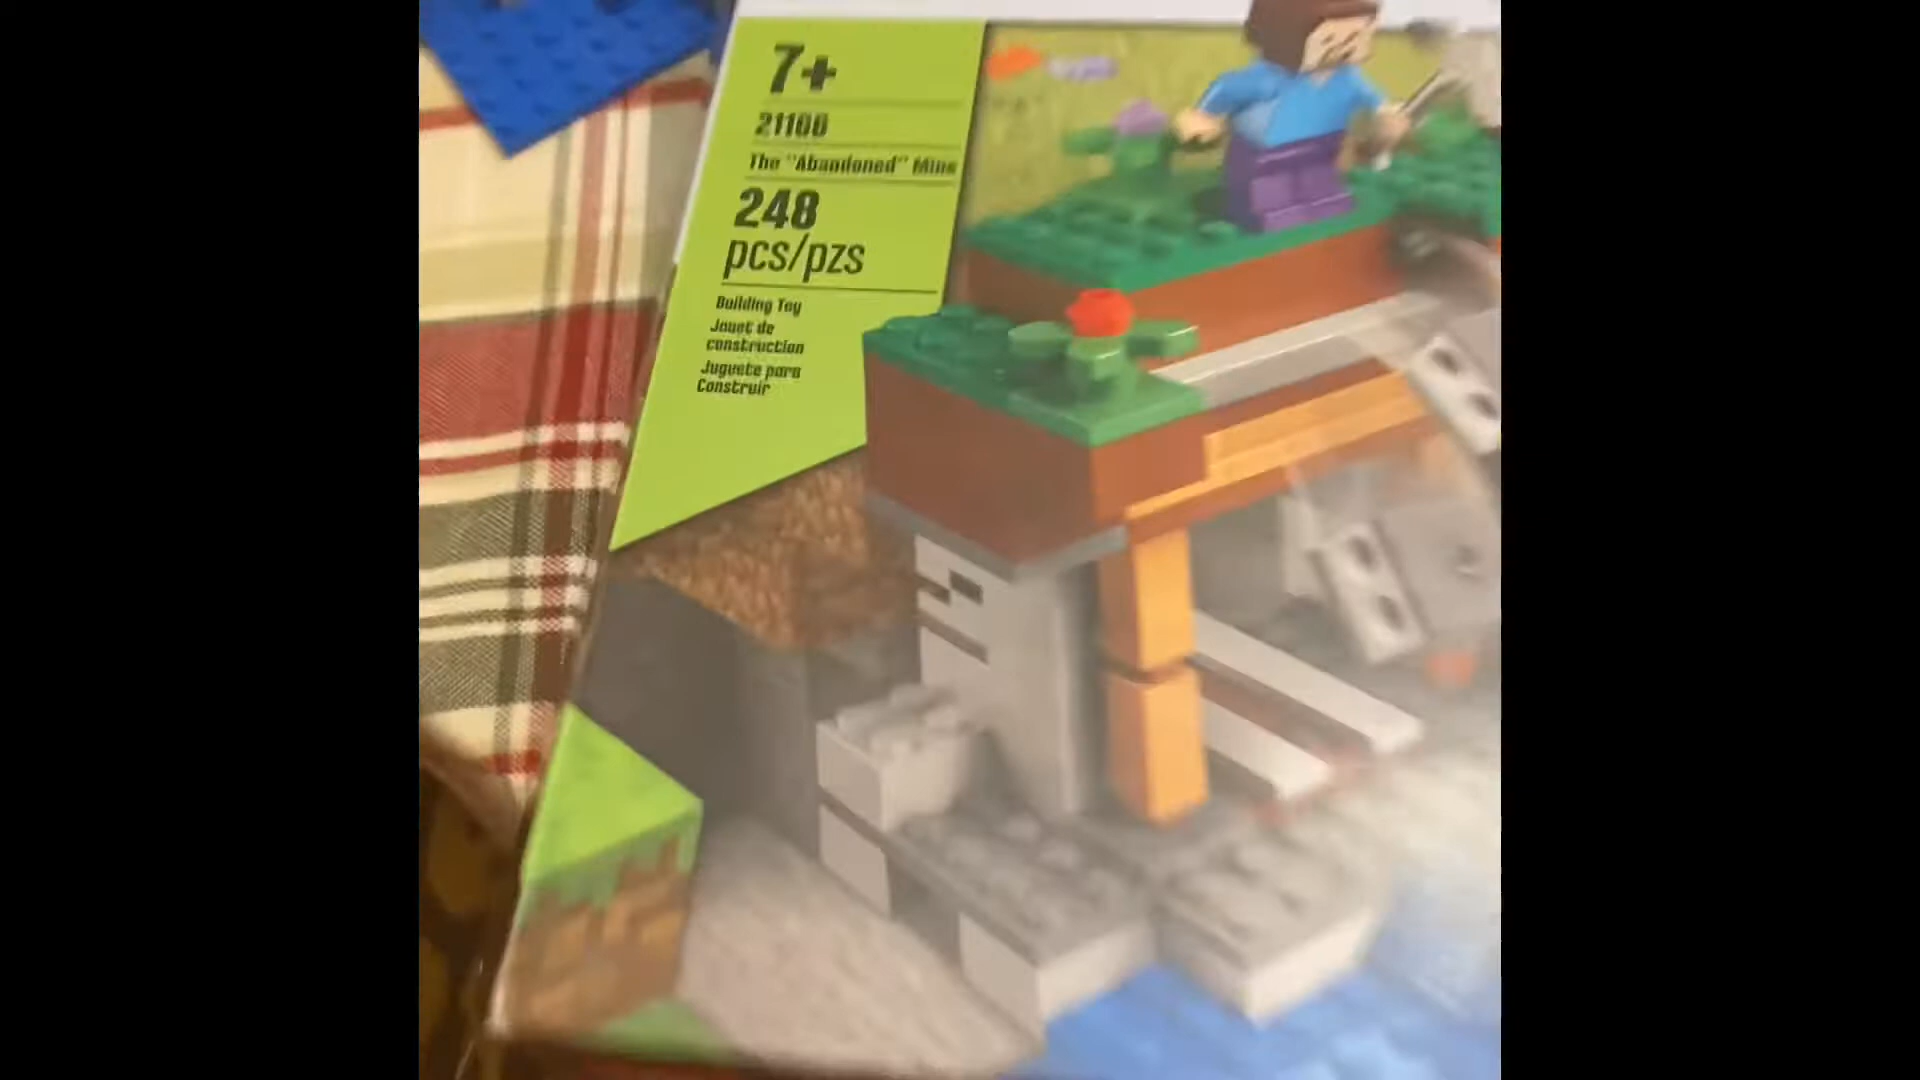 7+
21166
The "Abandoned" Mine
248
pcs/pzs
Building Toy
Jouet de
construction
Juguete para
Construir